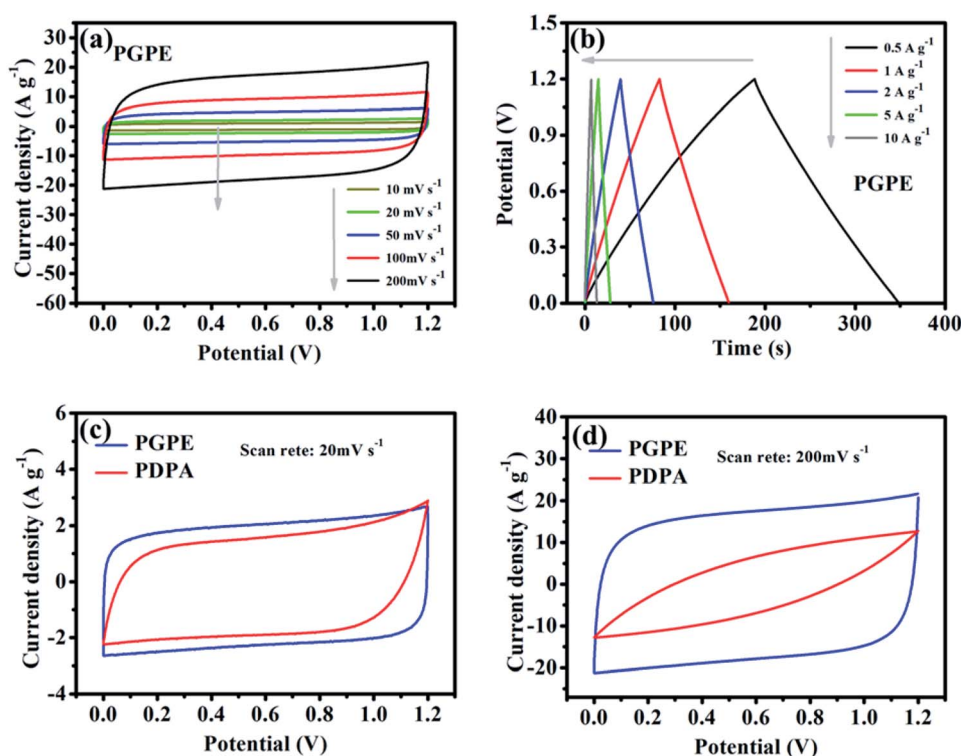 (a)
PGPE
Current density (A g⁻¹)
30
20
10
0
-10
-20
-30
-40
-50
-60
10 mV s⁻¹
20 mV s⁻¹
50 mV s⁻¹
100mV s⁻¹
200mV s⁻¹
0.0 0.2 0.4 0.6 0.8 1.0 1.2
Potential (V)
(b)
Potential (V)
1.5
1.2
0.9
0.6
0.3
0.0
0.5 A g⁻¹
1 A g⁻¹
2 A g⁻¹
5 A g⁻¹
10 A g⁻¹
PGPE
0 100 200 300 400
Time (s)
(c)
Current density (A g⁻¹)
6
4
2
0
-2
-4
PGPE
PDPA
Scan rete: 20mV s⁻¹
0.0 0.2 0.4 0.6 0.8 1.0 1.2
Potential (V)
(d)
Current density (A g⁻¹)
40
30
20
10
0
-10
-20
PGPE
PDPA
Scan rete: 200mV s⁻¹
0.0 0.2 0.4 0.6 0.8 1.0 1.2
Potential (V)